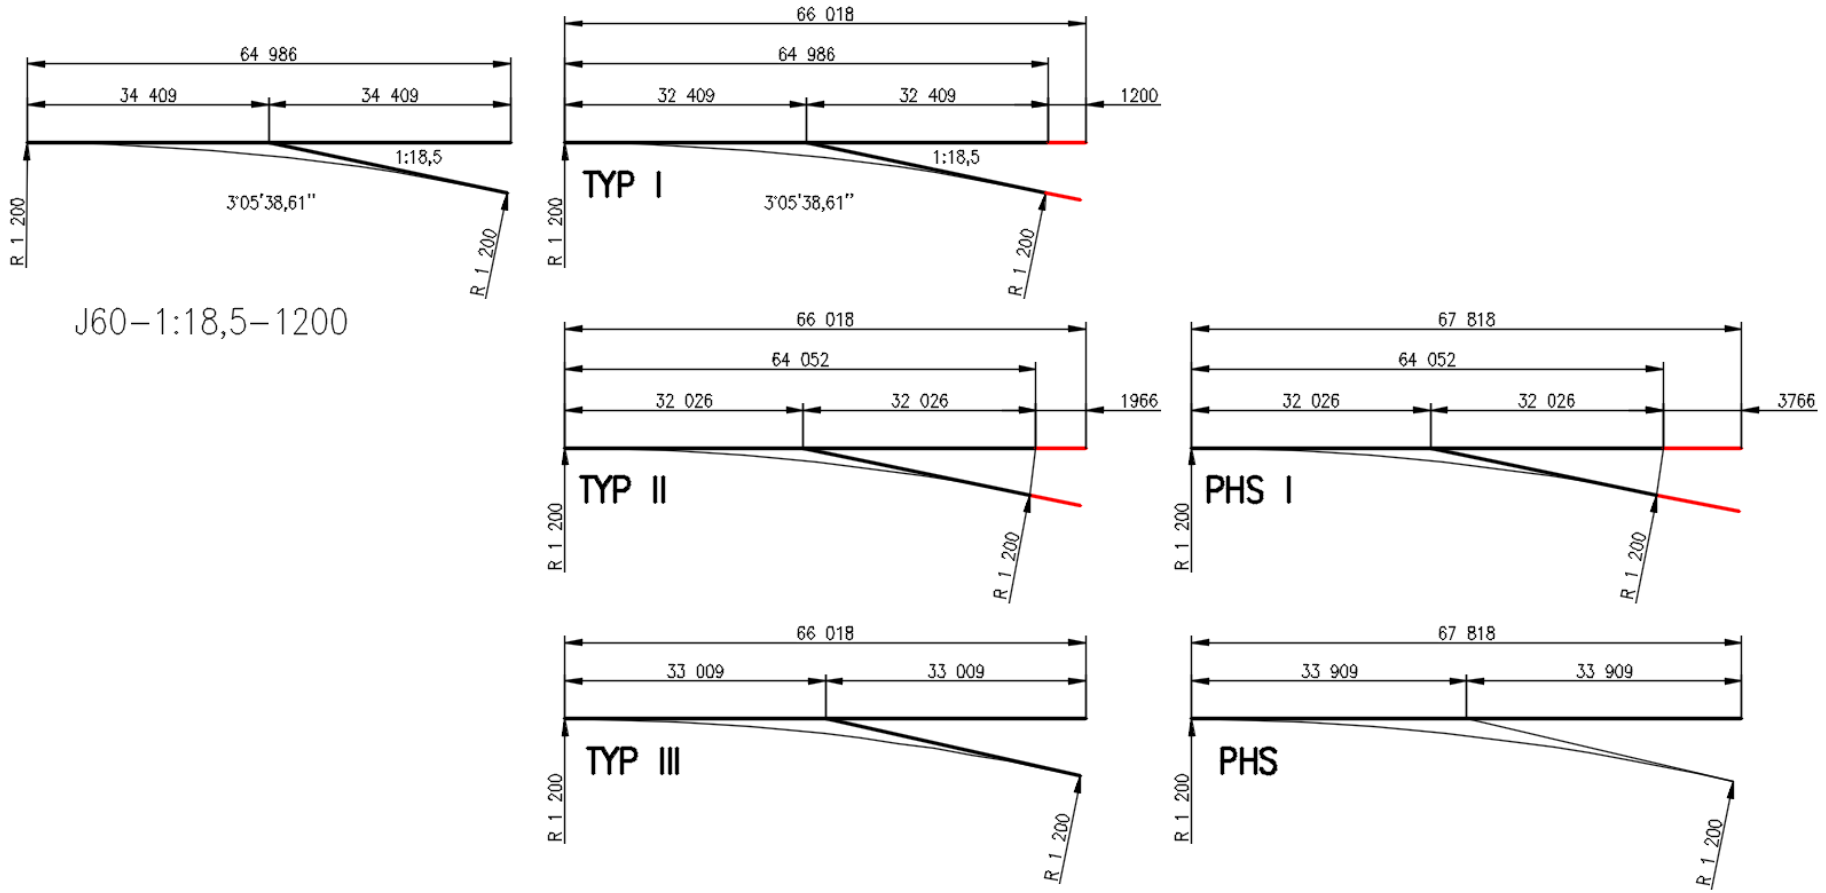 64 986
34 409
34 409
1:18,5
3°05'38,61"
R 1 200
R 1 200
J60-1:18,5-1200
66 018
64 986
32 409
32 409
1200
1:18,5
TYP I
3°05'38,61"
R 1 200
R 1 200
66 018
64 052
32 026
32 026
1966
TYP II
R 1 200
R 1 200
67 818
64 052
32 026
32 026
3766
PHS I
R 1 200
R 1 200
66 018
33 009
33 009
TYP III
R 1 200
R 1 200
67 818
33 909
33 909
PHS
R 1 200
R 1 200